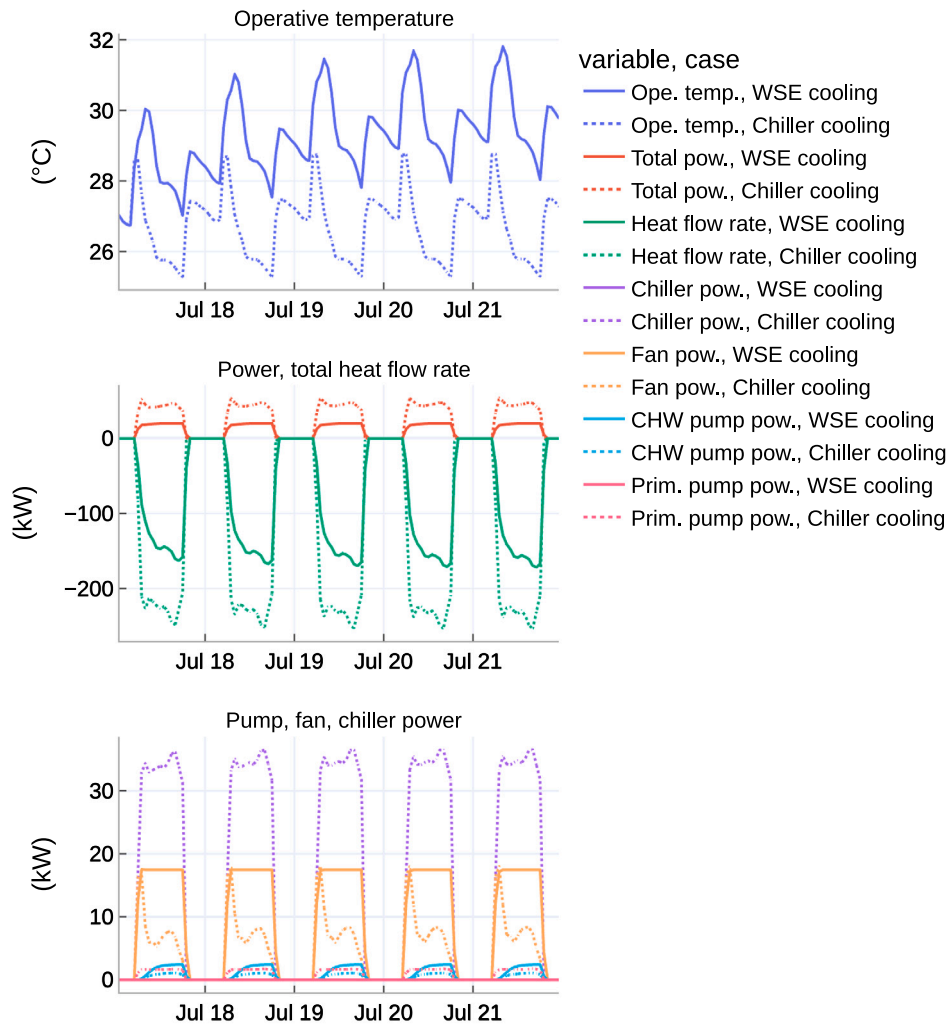 Operative temperature
32
30
28
26
(°C)
Jul 18
Jul 19
Jul 20
Jul 21
variable, case
Ope. temp., WSE cooling
Ope. temp., Chiller cooling
Total pow., WSE cooling
Total pow., Chiller cooling
Heat flow rate, WSE cooling
Heat flow rate, Chiller cooling
Chiller pow., WSE cooling
Chiller pow., Chiller cooling
Fan pow., WSE cooling
Fan pow., Chiller cooling
CHW pump pow., WSE cooling
CHW pump pow., Chiller cooling
Prim. pump pow., WSE cooling
Prim. pump pow., Chiller cooling
Power, total heat flow rate
0
−100
−200
(kW)
Jul 18
Jul 19
Jul 20
Jul 21
Pump, fan, chiller power
30
20
10
0
(kW)
Jul 18
Jul 19
Jul 20
Jul 21